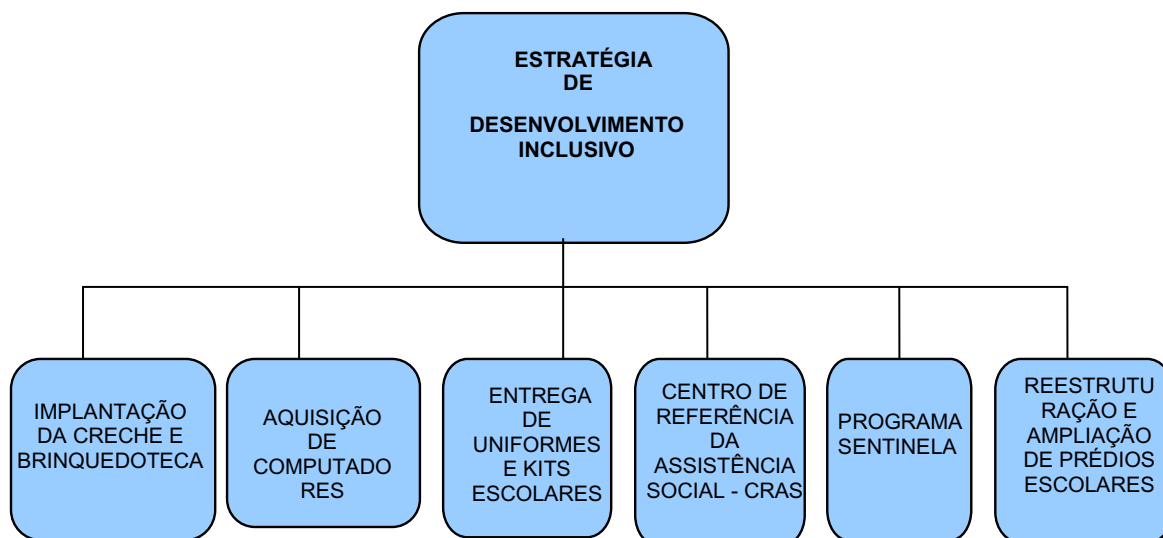 ESTRATÉGIA
DE
DESENVOLVIMENTO
INCLUSIVO
IMPLANTAÇÃO
DA CRECHE E
BRINQUEDOTECA
AQUISIÇÃO
DE
COMPUTADO
RES
ENTREGA
DE
UNIFORMES
E KITS
ESCOLARES
CENTRO DE
REFERÊNCIA
DA
ASSISTÊNCIA
SOCIAL - CRAS
PROGRAMA
SENTINELA
REESTRUTU
RAÇÃO E
AMPLIAÇÃO
DE PRÉDIOS
ESCOLARES